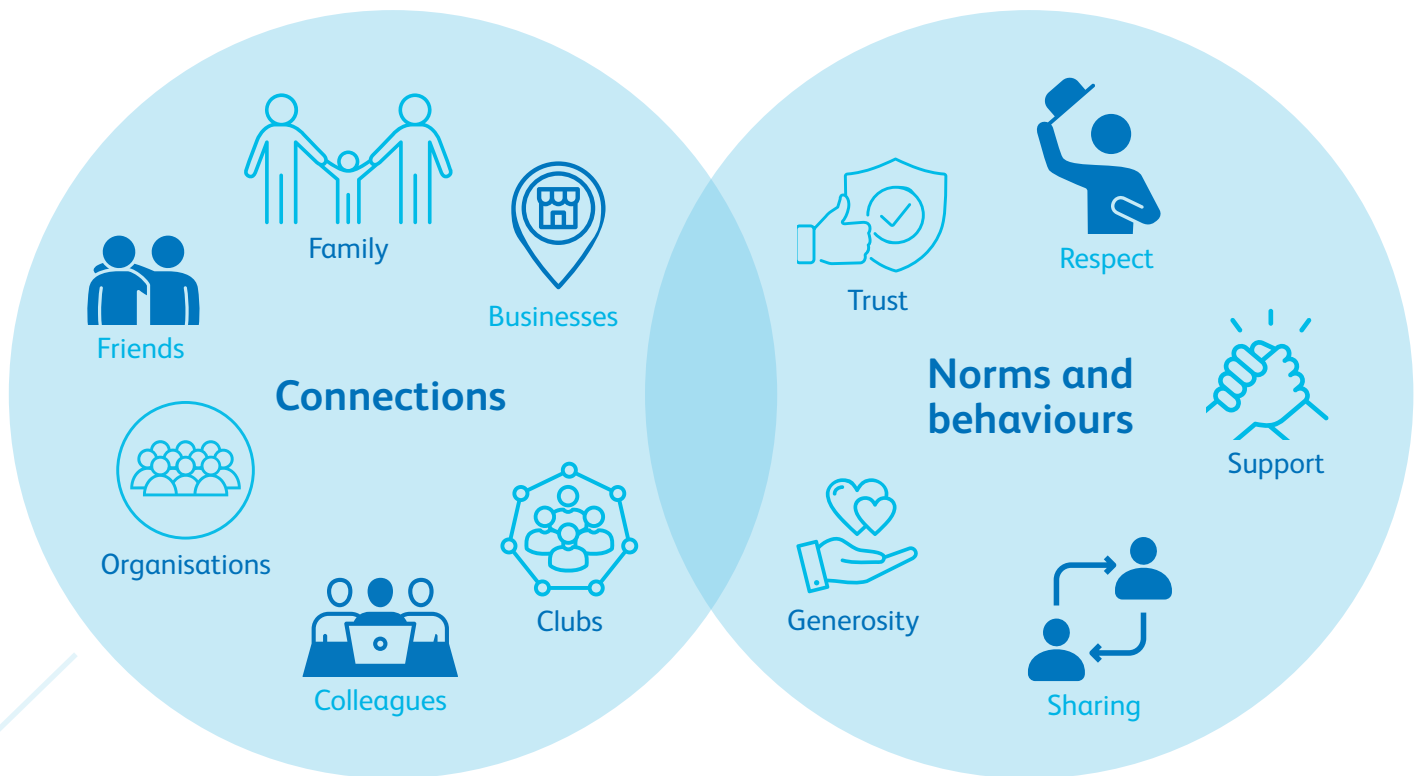 Family
Businesses
Friends
Connections
Organisations
Clubs
Colleagues
Respect
Trust
Norms and
behaviours
Support
Generosity
Sharing